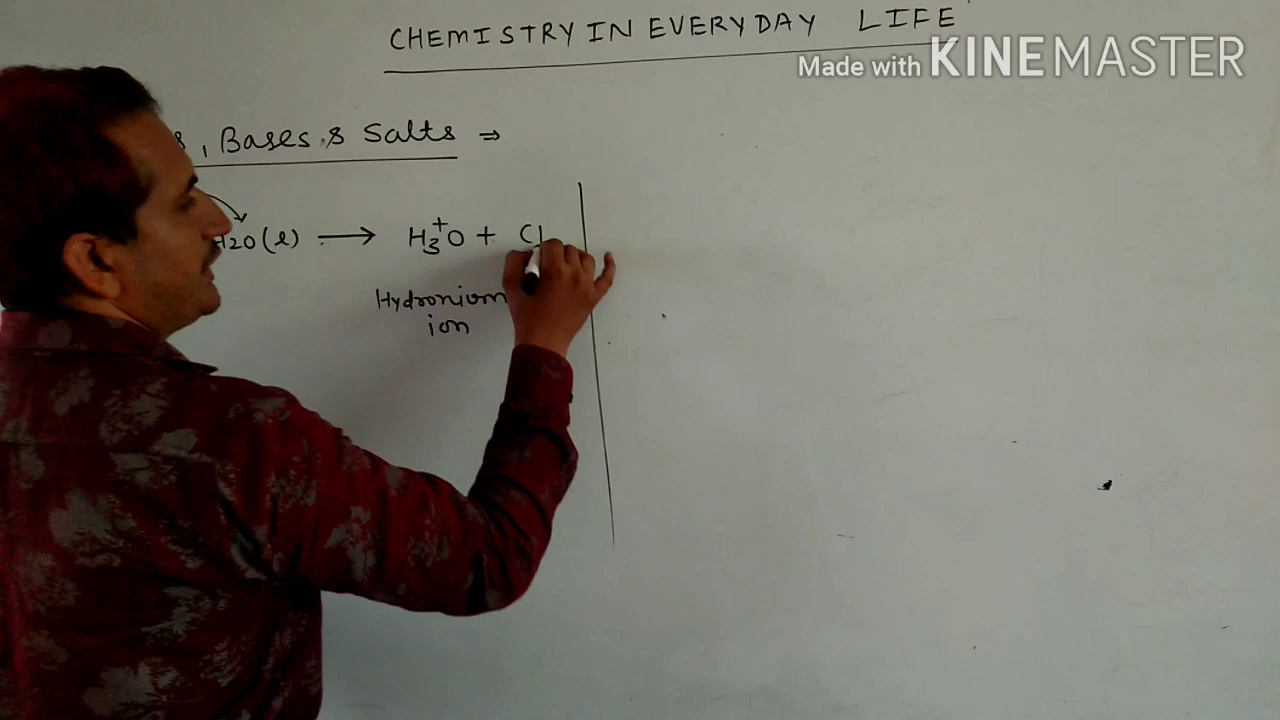 CHEMISTRY IN EVERYDAY LIFE
Made with KINEMASTER
, Bases & Salts ⇒
H2O(l) ⟶ H₃⁺O + Cl
Hydronium
ion